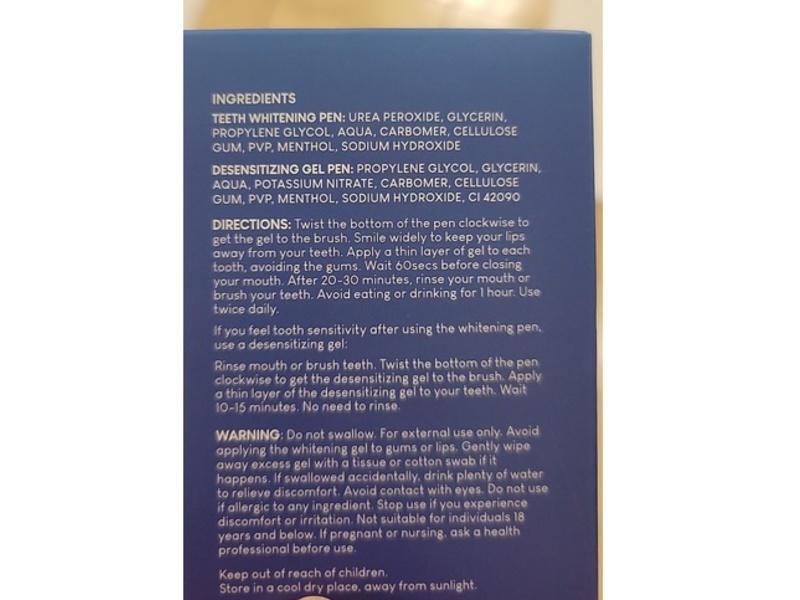 INGREDIENTS
TEETH WHITENING PEN: UREA PEROXIDE, GLYCERIN,
PROPYLENE GLYCOL, AQUA, CARBOMER, CELLULOSE
GUM, PVP, MENTHOL, SODIUM HYDROXIDE
DESENSITIZING GEL PEN: PROPYLENE GLYCOL, GLYCERIN,
AQUA, POTASSIUM NITRATE, CARBOMER, CELLULOSE
GUM, PVP, MENTHOL, SODIUM HYDROXIDE, CI 42090
DIRECTIONS: Twist the bottom of the pen clockwise to
get the gel to the brush. Smile widely to keep your lips
away from your teeth. Apply a thin layer of gel to each
tooth, avoiding the gums. Wait 60secs before closing
your mouth. After 20-30 minutes, rinse your mouth or
brush your teeth. Avoid eating or drinking for 1 hour. Use
twice daily.
If you feel tooth sensitivity after using the whitening pen,
use a desensitizing gel:
Rinse mouth or brush teeth. Twist the bottom of the pen
clockwise to get the desensitizing gel to the brush. Apply
a thin layer of the desensitizing gel to your teeth. Wait
10-15 minutes. No need to rinse.
WARNING: Do not swallow. For external use only. Avoid
applying the whitening gel to gums or lips. Gently wipe
away excess gel with a tissue or cotton swab if it
happens. If swallowed accidentally, drink plenty of water
to relieve discomfort. Avoid contact with eyes. Do not use
if allergic to any ingredient. Stop use if you experience
discomfort or irritation. Not suitable for individuals 18
years and below. If pregnant or nursing, ask a health
professional before use.
Keep out of reach of children.
Store in a cool dry place, away from sunlight.